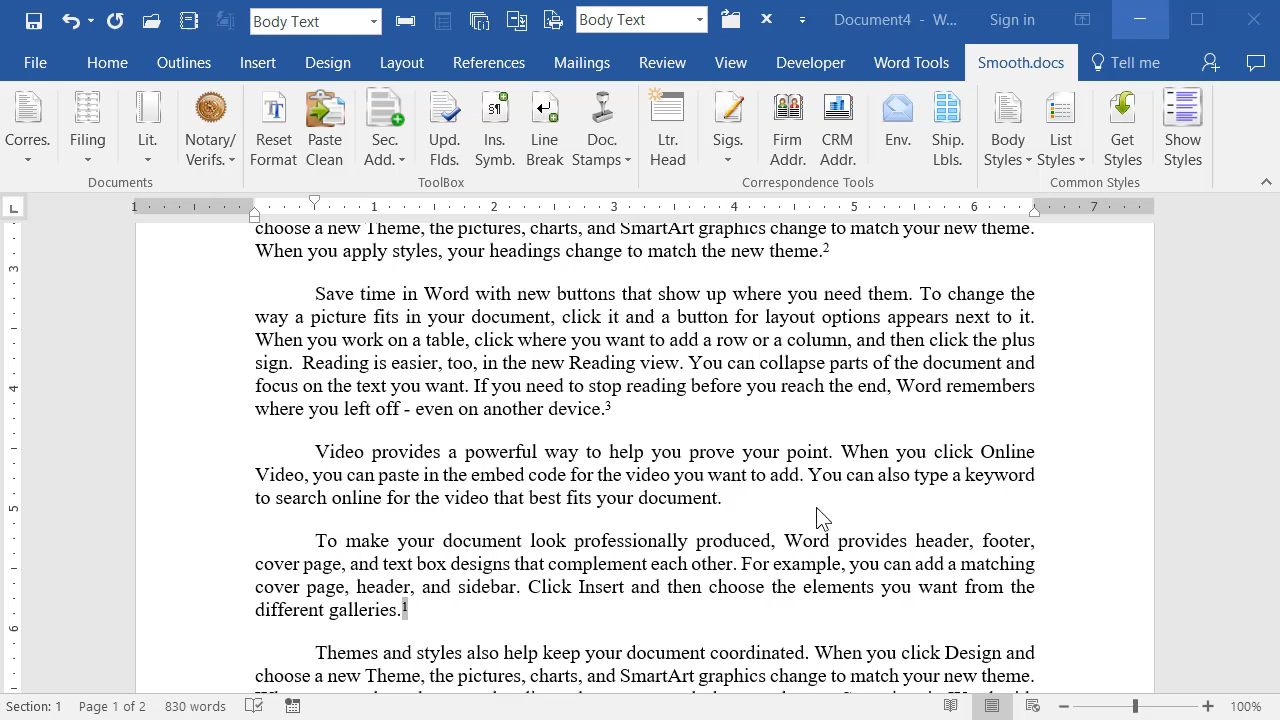 Body Text
Body Text
Document4 - W...
Sign in
File
Home
Outlines
Insert
Design
Layout
References
Mailings
Review
View
Developer
Word Tools
Smooth.docs
Tell me
Corres.
Filing
Lit.
Notary/
Verifs.
Reset
Format
Paste
Clean
Sec.
Add.
Upd.
Flds.
Ins.
Symb.
Line
Break
Doc.
Stamps
Ltr.
Head
Sigs.
Firm
Addr.
CRM
Addr.
Env.
Ship.
Lbls.
Body
Styles
List
Styles
Get
Styles
Show
Styles
Documents
ToolBox
Correspondence Tools
Common Styles
1 1 2 3 4 5 6 7
3
4
5
6
choose a new Theme, the pictures, charts, and SmartArt graphics change to match your new theme.
When you apply styles, your headings change to match the new theme.²
Save time in Word with new buttons that show up where you need them. To change the
way a picture fits in your document, click it and a button for layout options appears next to it.
When you work on a table, click where you want to add a row or a column, and then click the plus
sign.  Reading is easier, too, in the new Reading view. You can collapse parts of the document and
focus on the text you want. If you need to stop reading before you reach the end, Word remembers
where you left off - even on another device.³
Video provides a powerful way to help you prove your point. When you click Online
Video, you can paste in the embed code for the video you want to add. You can also type a keyword
to search online for the video that best fits your document.
To make your document look professionally produced, Word provides header, footer,
cover page, and text box designs that complement each other. For example, you can add a matching
cover page, header, and sidebar. Click Insert and then choose the elements you want from the
different galleries.¹
Themes and styles also help keep your document coordinated. When you click Design and
choose a new Theme, the pictures, charts, and SmartArt graphics change to match your new theme.
Section: 1
Page 1 of 2
830 words
100%